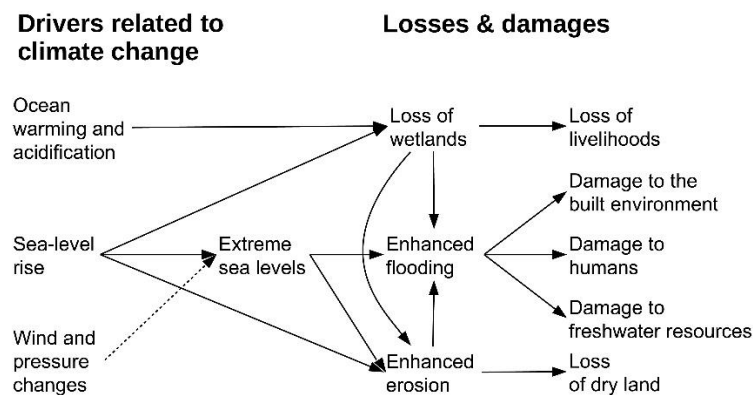 Drivers related to
climate change
Losses & damages
Ocean
warming and
acidification
Loss of
wetlands
Loss of
livelihoods
Damage to the
built environment
Sea-level
rise
Extreme
sea levels
Enhanced
flooding
Damage to
humans
Damage to
freshwater resources
Wind and
pressure
changes
Enhanced
erosion
Loss
of dry land